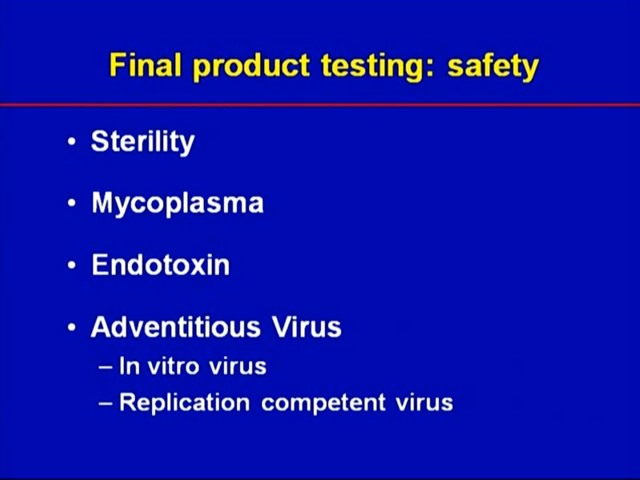 Final product testing: safety
• Sterility
• Mycoplasma
• Endotoxin
• Adventitious Virus
– In vitro virus
– Replication competent virus